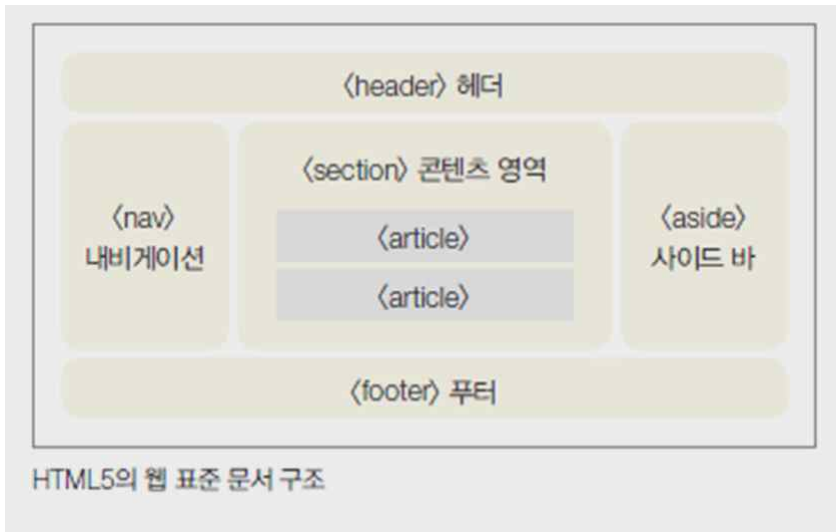 〈header〉 헤더
〈nav〉
내비게이션
〈section〉 콘텐츠 영역
〈article〉
〈article〉
〈aside〉
사이드 바
〈footer〉 푸터
HTML5의 웹 표준 문서 구조